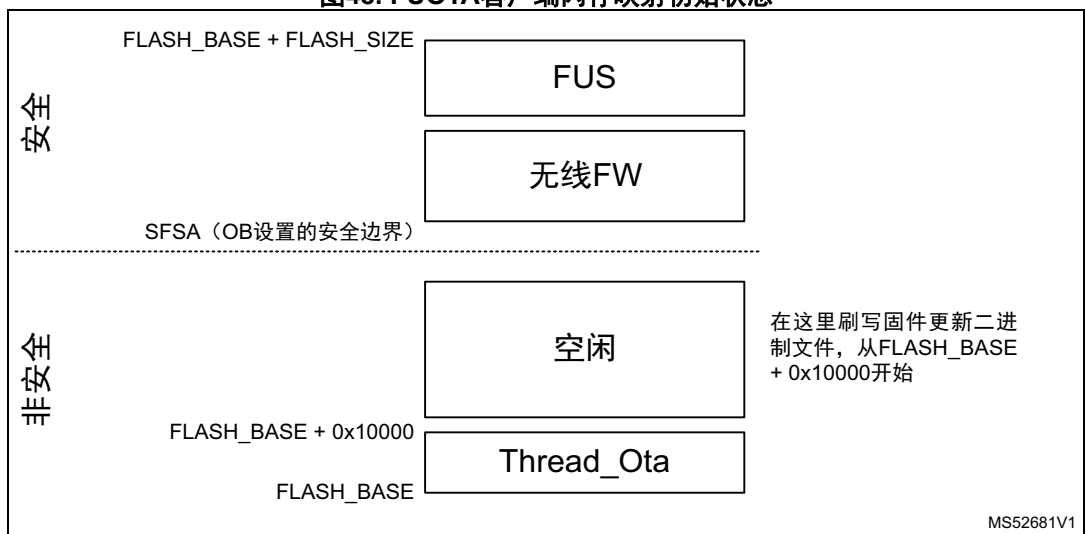 FLASH_BASE + FLASH_SIZE
FUS
安全
无线FW
SFSA（OB设置的安全边界）
空闲
在这里刷写固件更新二进
制文件，从FLASH_BASE
+ 0x10000开始
非安全
FLASH_BASE + 0x10000
Thread_Ota
FLASH_BASE
MS52681V1